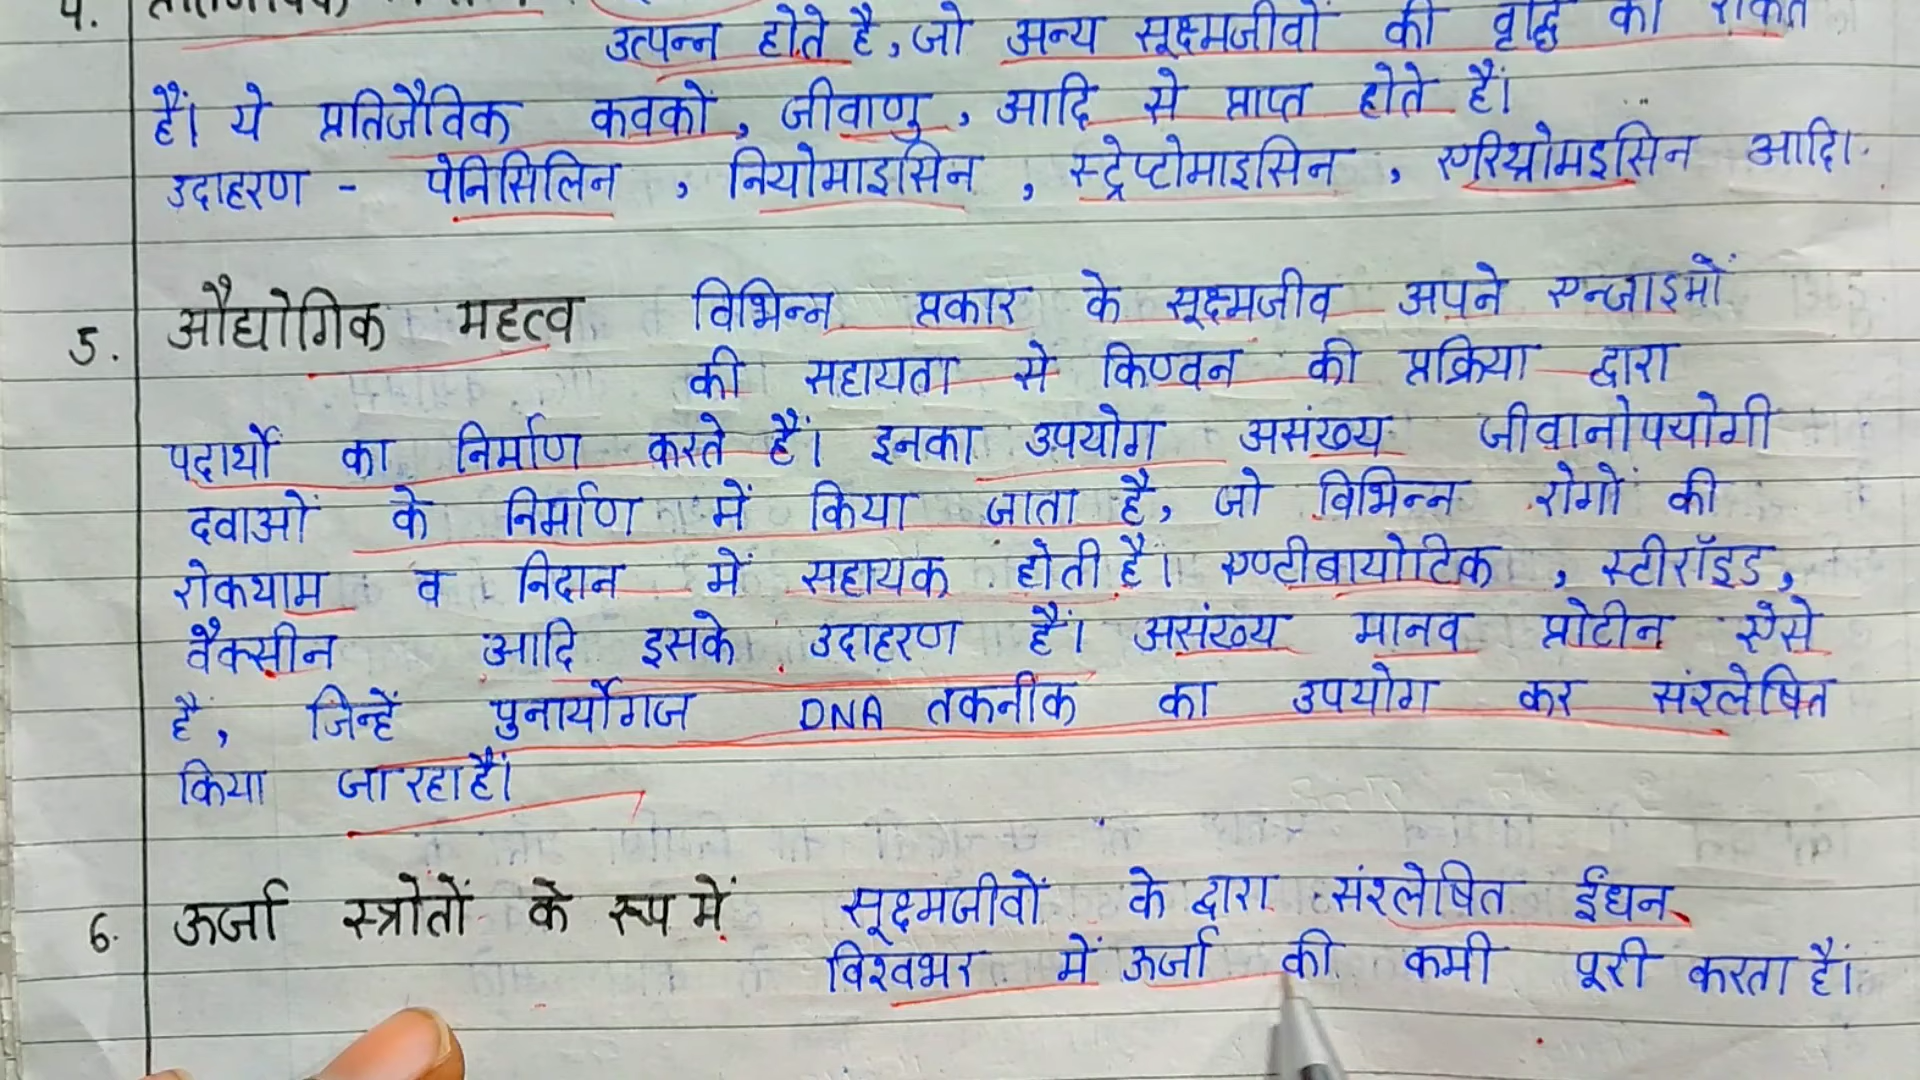 4.
उत्पन्न होते है, जो अन्य सूक्ष्मजीवों की वृद्धि को रोकते
हैं। ये प्रतिजैविक कवकों, जीवाणु, आदि से प्राप्त होते हैं।
उदाहरण - पेनिसिलिन, नियोमाइसिन, स्ट्रेप्टोमाइसिन, एरिथ्रोमइसिन आदि।
5. औद्योगिक महत्व विभिन्न प्रकार के सूक्ष्मजीव अपने एन्जाइमों
की सहायता से किण्वन की प्रक्रिया द्वारा
पदार्थो का निर्माण करते हैं। इनका उपयोग असंख्य जीवानोपयोगी
दवाओं के निर्माण में किया जाता है, जो विभिन्न रोगों की
रोकथाम व निदान में सहायक होती है। एण्टीबायोटिक, स्टीरॉइड,
वैक्सीन आदि इसके उदाहरण हैं। असंख्य मानव प्रोटीन ऐसे
है, जिन्हें पुनार्योगज DNA तकनीक का उपयोग कर संश्लेषित
किया जा रहा हैं।
6. ऊर्जा स्त्रोतों के रूप में सूक्ष्मजीवों के द्वारा संश्लेषित ईंधन
विश्वभर में ऊर्जा की कमी पूरी करता हैं।